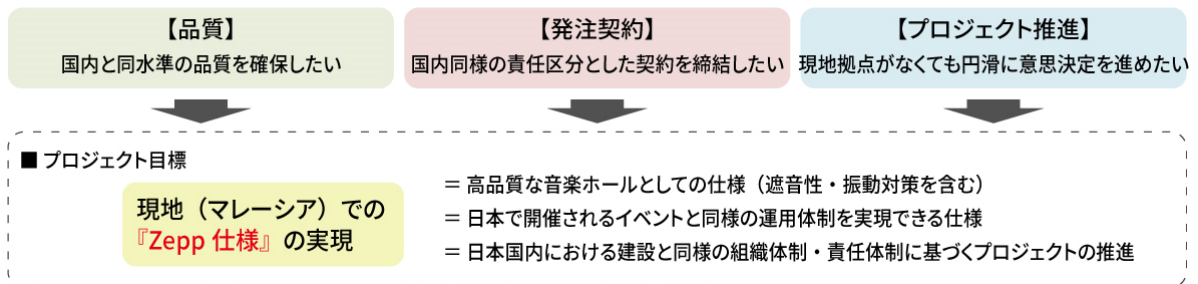 【品質】
国内と同水準の品質を確保したい
【発注契約】
国内同様の責任区分とした契約を締結したい
【プロジェクト推進】
現地拠点がなくても円滑に意思決定を進めたい
■ プロジェクト目標
現地（マレーシア）での
『Zepp 仕様』の実現
＝ 高品質な音楽ホールとしての仕様（遮音性・振動対策を含む）
＝ 日本で開催されるイベントと同様の運用体制を実現できる仕様
＝ 日本国内における建設と同様の組織体制・責任体制に基づくプロジェクトの推進